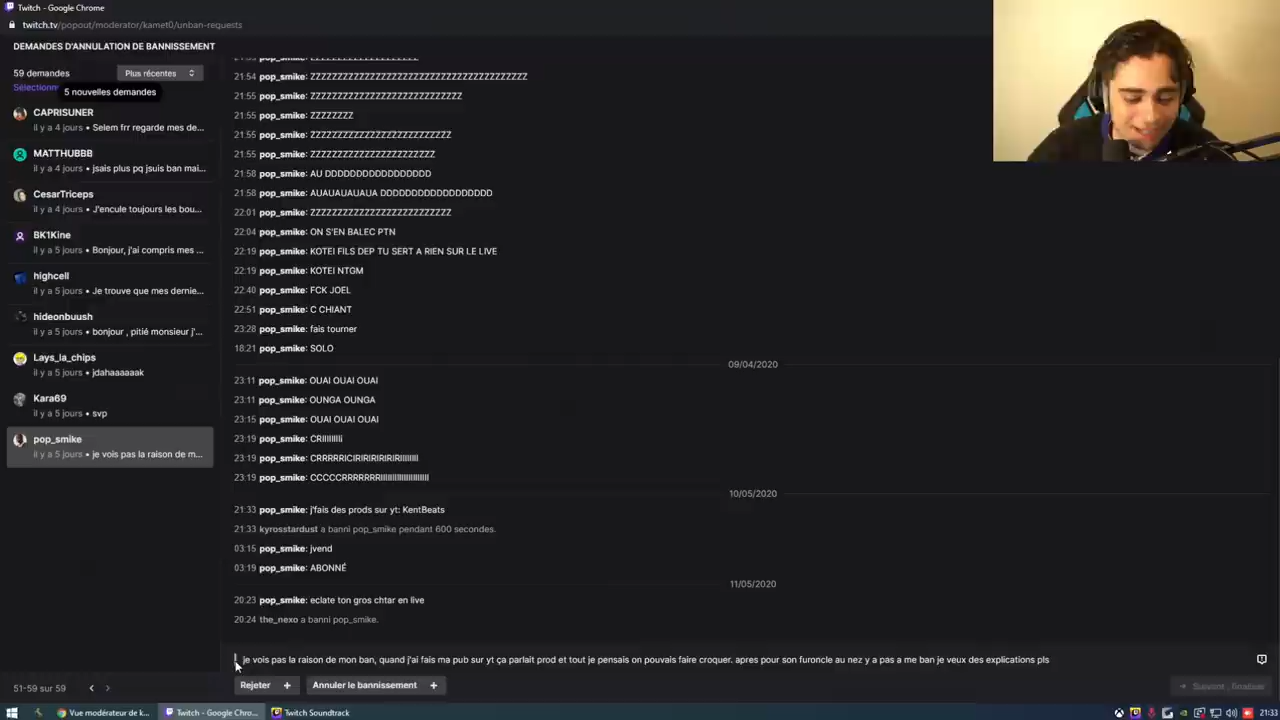 Twitch - Google Chrome
twitch.tv/popout/moderator/kamet0/unban-requests
DEMANDES D'ANNULATION DE BANNISSEMENT
59 demandes
Plus récentes
5 nouvelles demandes
CAPRISUNER
il y a 4 jours • Selem frr regarde mes de...
MATTHUBBB
il y a 4 jours • jsais plus pq jsuis ban mai...
CesarTriceps
il y a 4 jours • J'encule toujours les bou...
BK1Kine
il y a 5 jours • Bonjour, j'ai compris mes ...
highcell
il y a 5 jours • Je trouve que mes dernie...
hideonbuush
il y a 5 jours • bonjour , pitié monsieur j'...
Lays_la_chips
il y a 5 jours • jdahaaaaak
Kara69
il y a 5 jours • svp
pop_smike
il y a 5 jours • je vois pas la raison de m...
51-59 sur 59
21:54 pop_smike: ZZZZZZZZZZZZZZZZZZZZZZZZZZZZZZZZZZZZZZZZ
21:55 pop_smike: ZZZZZZZZZZZZZZZZZZZZZZZZZZZZ
21:55 pop_smike: ZZZZZZZZ
21:55 pop_smike: ZZZZZZZZZZZZZZZZZZZZZZZZZZ
21:55 pop_smike: ZZZZZZZZZZZZZZZZZZZZZZZ
21:58 pop_smike: AU DDDDDDDDDDDDDDDDD
21:58 pop_smike: AUAUAUAUAUA DDDDDDDDDDDDDDDDDD
22:01 pop_smike: ZZZZZZZZZZZZZZZZZZZZZZZZZZ
22:04 pop_smike: ON S'EN BALEC PTN
22:19 pop_smike: KOTEI FILS DEP TU SERT A RIEN SUR LE LIVE
22:19 pop_smike: KOTEI NTGM
22:40 pop_smike: FCK JOEL
22:51 pop_smike: C CHIANT
23:28 pop_smike: fais tourner
18:21 pop_smike: SOLO
09/04/2020
23:11 pop_smike: OUAI OUAI OUAI
23:11 pop_smike: OUNGA OUNGA
23:15 pop_smike: OUAI OUAI OUAI
23:19 pop_smike: CRIIIIIIIIi
23:19 pop_smike: CRRRRRICIRIRIRIRIRIRIIIIIIII
23:19 pop_smike: CCCCCRRRRRRRIIIIIIIIIIIIIIIIIIIIII
10/05/2020
21:33 pop_smike: j'fais des prods sur yt: KentBeats
21:33 kyrosstardust a banni pop_smike pendant 600 secondes.
03:15 pop_smike: jvend
03:19 pop_smike: ABONNÉ
11/05/2020
20:23 pop_smike: eclate ton gros chtar en live
20:24 the_nexo a banni pop_smike.
je vois pas la raison de mon ban, quand j'ai fais ma pub sur yt ça parlait prod et tout je pensais on pouvais faire croquer. apres pour son furoncle au nez y a pas a me ban je veux des explications pls
Rejeter +
Annuler le bannissement +
Suivant, finaliser
Vue modérateur de k...
Twitch - Google Chro...
Twitch Soundtrack
21:33